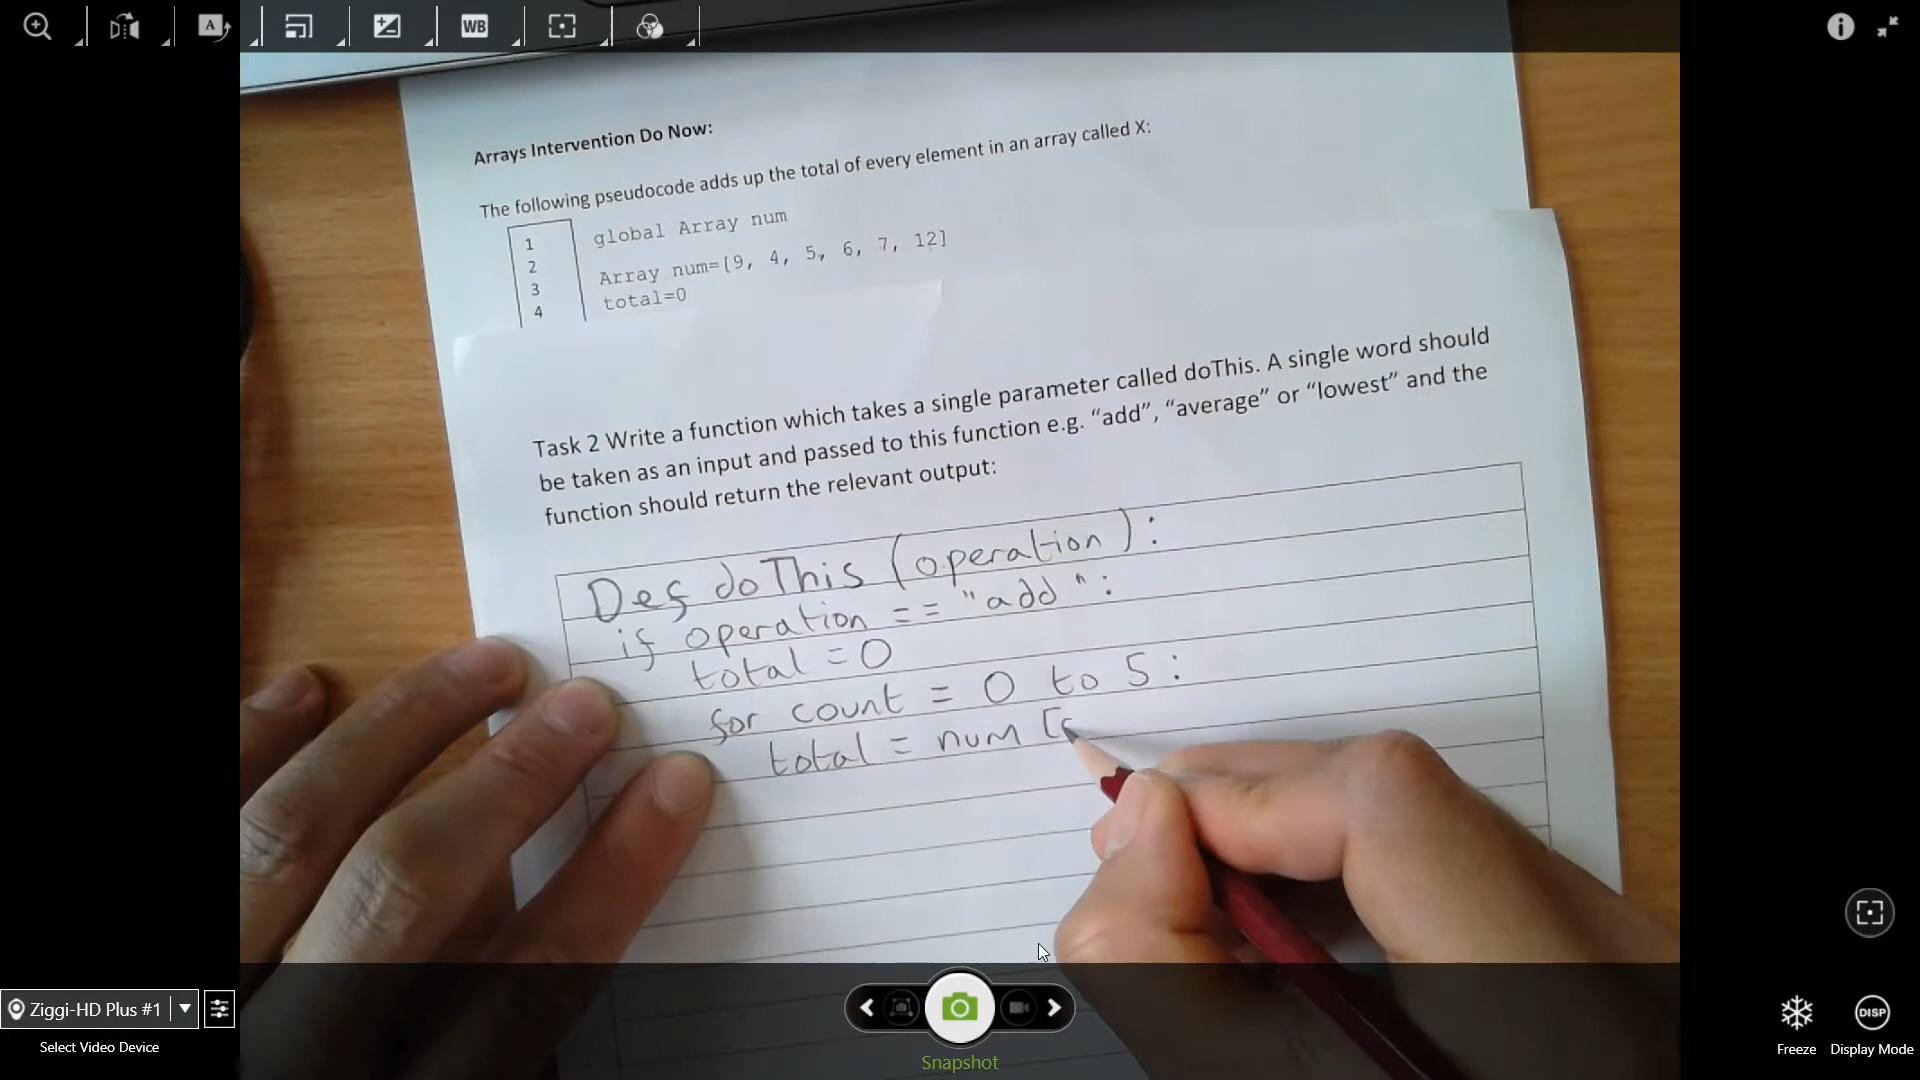 A
WB
Arrays Intervention Do Now:
The following pseudocode adds up the total of every element in an array called X:
1 global Array num
2
3 Array num=[9, 4, 5, 6, 7, 12]
4 total=0
Task 2 Write a function which takes a single parameter called doThis. A single word should
be taken as an input and passed to this function e.g. “add”, “average” or “lowest” and the
function should return the relevant output:
Def doThis (operation):
if operation == "add":
total = 0
for count = 0 to 5:
total = num [c
Ziggi-HD Plus #1
Select Video Device
Snapshot
Freeze
DISP
Display Mode